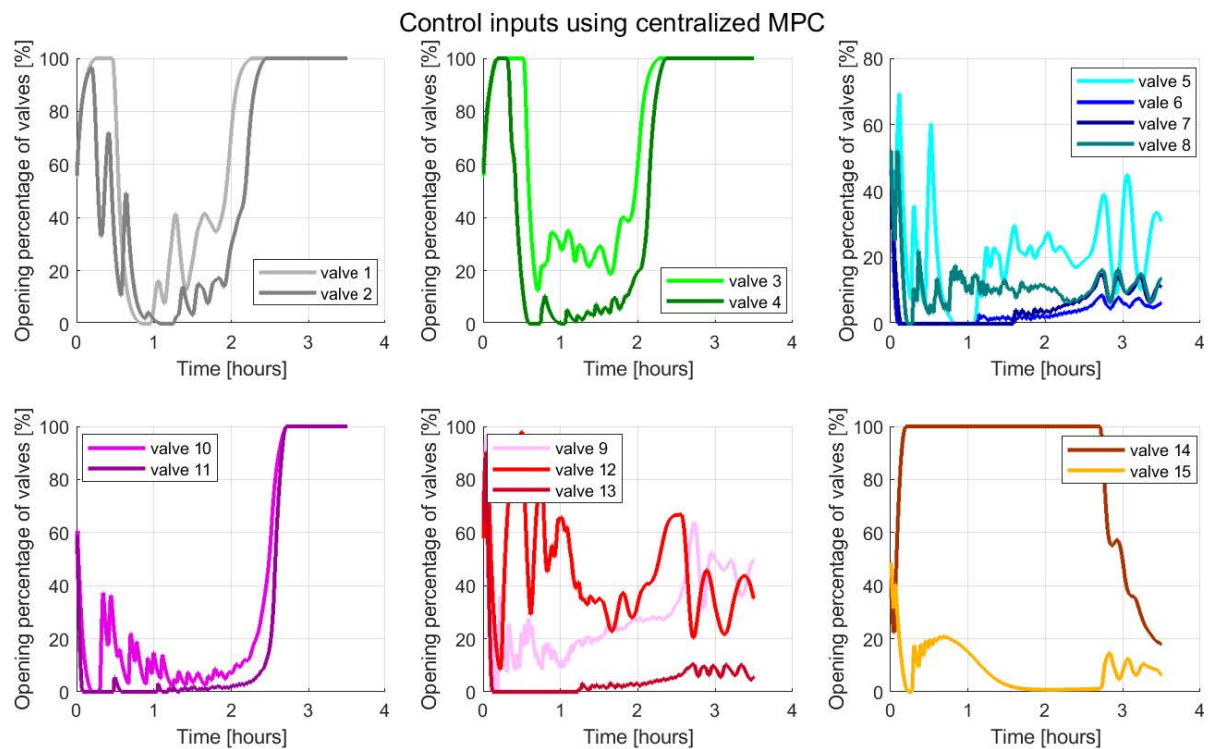 Control inputs using centralized MPC
Opening percentage of valves [%]
100
80
60
40
20
0
0 1 2 3 4
Time [hours]
valve 1
valve 2
Opening percentage of valves [%]
100
80
60
40
20
0
0 1 2 3 4
Time [hours]
valve 3
valve 4
Opening percentage of valves [%]
80
60
40
20
0
0 1 2 3 4
Time [hours]
valve 5
vale 6
valve 7
valve 8
Opening percentage of valves [%]
100
80
60
40
20
0
0 1 2 3 4
Time [hours]
valve 10
valve 11
Opening percentage of valves [%]
100
80
60
40
20
0
0 1 2 3 4
Time [hours]
valve 9
valve 12
valve 13
Opening percentage of valves [%]
100
80
60
40
20
0
0 1 2 3 4
Time [hours]
valve 14
valve 15